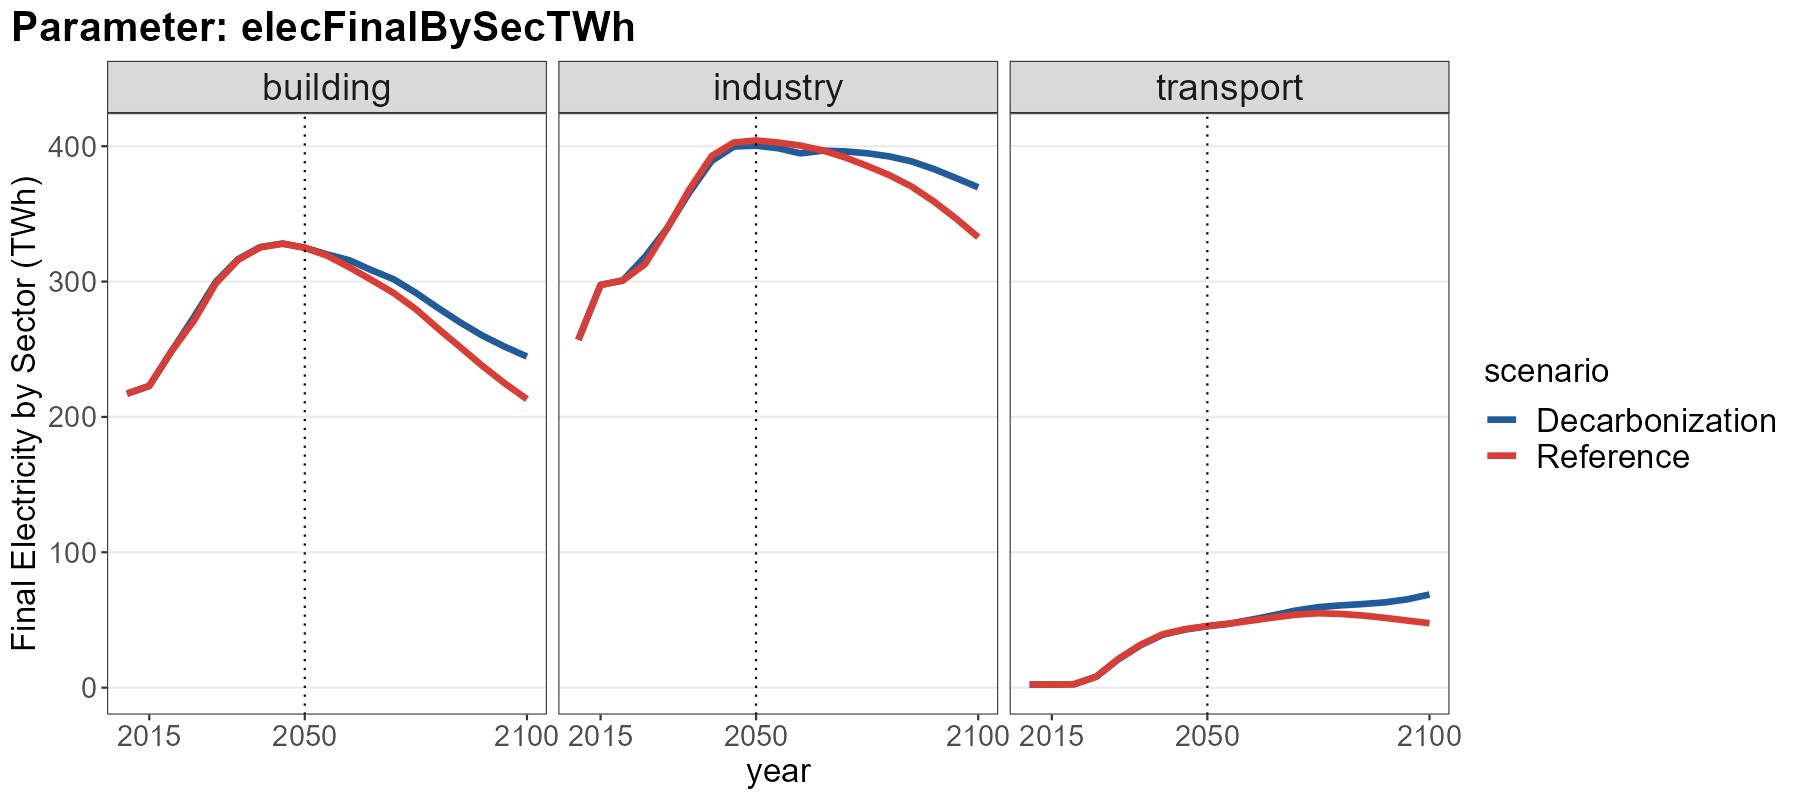 Parameter: elecFinalBySecTWh
building
industry
transport
Final Electricity by Sector (TWh)
400
300
200
100
0
2015 2050 2100
2015 2050 2100
2015 2050 2100
year
scenario
Decarbonization
Reference